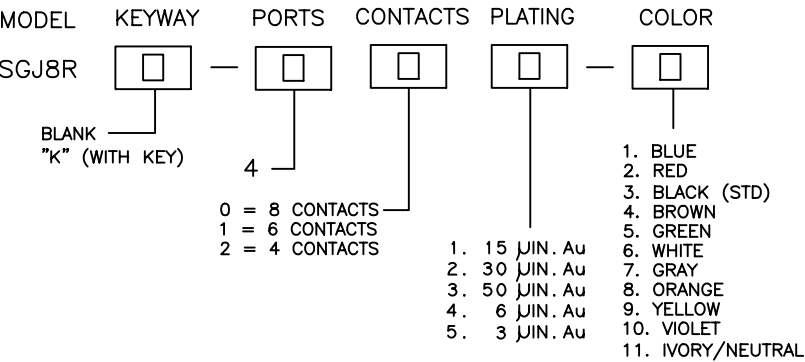 MODEL KEYWAY PORTS CONTACTS PLATING COLOR
SGJ8R – –
BLANK
"K" (WITH KEY)
4
0 = 8 CONTACTS
1 = 6 CONTACTS
2 = 4 CONTACTS
1. 15 µIN.Au
2. 30 µIN.Au
3. 50 µIN.Au
4. 6 µIN.Au
5. 3 µIN.Au
1. BLUE
2. RED
3. BLACK (STD)
4. BROWN
5. GREEN
6. WHITE
7. GRAY
8. ORANGE
9. YELLOW
10. VIOLET
11. IVORY/NEUTRAL